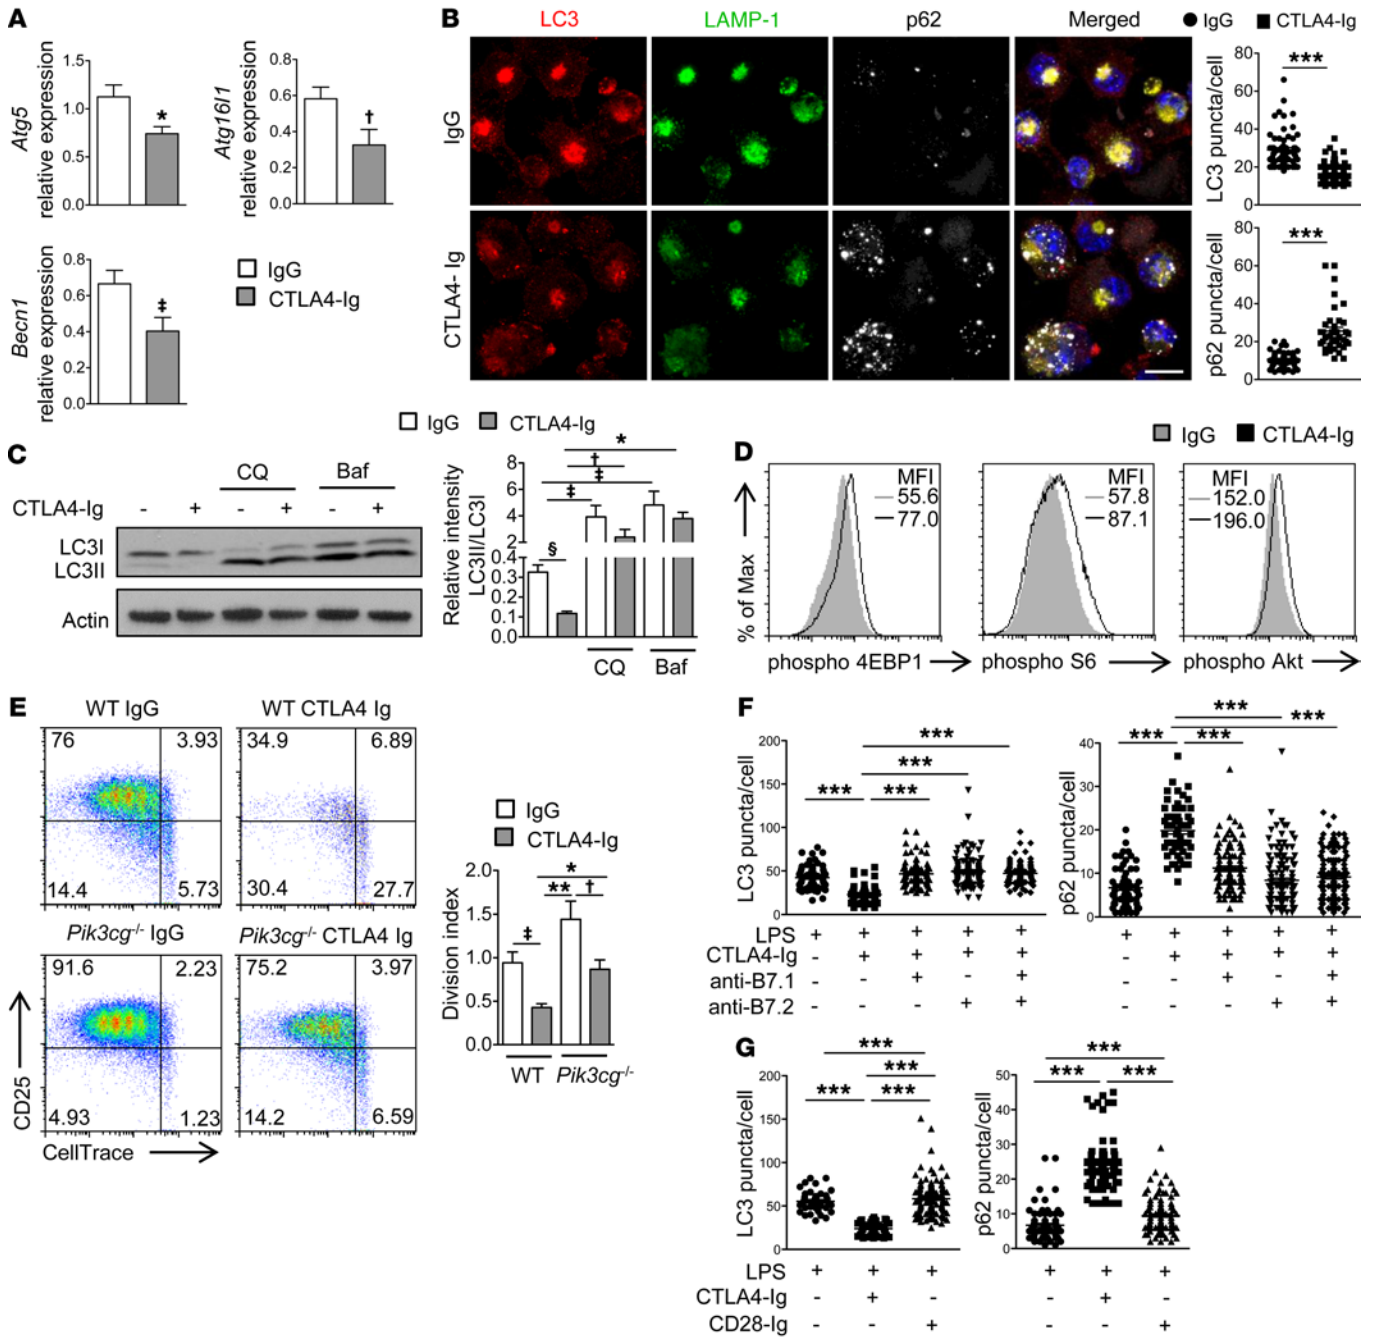 A
Atg5
relative expression
1.5
1.0
1.5
0.0
*
Atg16l1
relative expression
0.8
0.6
0.4
0.2
0.0
†
Becn1
relative expression
0.8
0.6
0.4
0.2
0.0
‡
IgG
CTLA4-Ig
B
LC3
LAMP-1
p62
Merged
IgG
CTLA4-Ig
IgG
CTLA4- Ig
LC3 puncta/cell
80
60
40
20
0
***
p62 puncta/cell
80
60
40
20
0
***
C
CQ
Baf
CTLA4-Ig
- + - + - +
LC3I
LC3II
Actin
IgG
CTLA4-Ig
Relative intensity
LC3II/LC3I
8
6
4
2
0.4
0.3
0.2
0.1
0.0
*
†
‡
‡
§
CQ
Baf
D
IgG
CTLA4-Ig
% of Max
MFI
55.6
77.0
phospho 4EBP1
MFI
57.8
87.1
phospho S6
MFI
152.0
196.0
phospho Akt
E
WT IgG
76 3.93
14.4 5.73
WT CTLA4 Ig
34.9 6.89
30.4 27.7
Pik3cg-/- IgG
91.6 2.23
4.93 1.23
Pik3cg-/- CTLA4 Ig
75.2 3.97
14.2 6.59
CD25
CellTrace
IgG
CTLA4-Ig
Division index
2.0
1.5
1.0
0.5
0.0
*
** †
‡
WT Pik3cg-/-
F
LC3 puncta/cell
200
150
100
50
0
***
***
*** ***
p62 puncta/cell
40
30
20
10
0
***
***
*** ***
LPS + + + + + + + + + +
CTLA4-Ig - + + + + - + + + +
anti-B7.1 - - + - + - - + - +
anti-B7.2 - - - + + - - - + +
G
LC3 puncta/cell
200
150
100
50
0
***
***
*** ***
p62 puncta/cell
50
40
30
20
10
0
***
*** ***
LPS + + + + + +
CTLA4-Ig - + - - + -
CD28-Ig - - + - - +